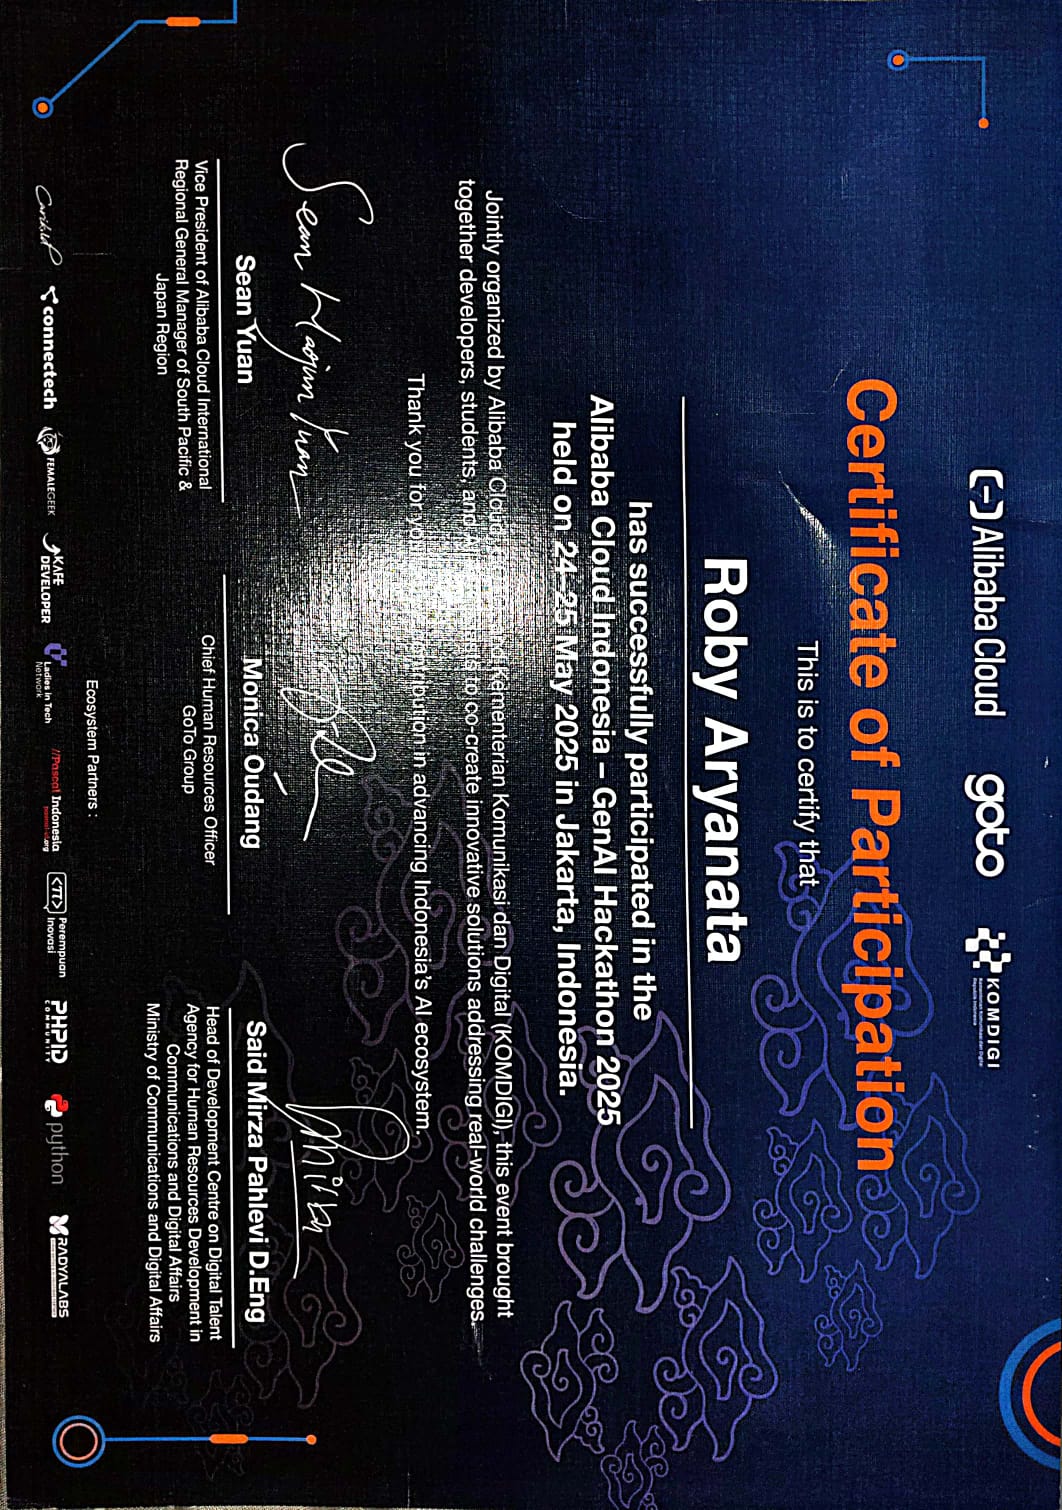 Alibaba Cloud
goto
KOMDIGI
Certificate of Participation
This is to certify that
Roby Aryanata
has successfully participated in the
Alibaba Cloud Indonesia – GenAI Hackathon 2025
held on 24-25 May 2025 in Jakarta, Indonesia.
Jointly organized by Alibaba Cloud, Kementerian Komunikasi dan Digital (KOMDIGI), this event brought
together developers, students, and to co-create innovative solutions addressing real-world challenges.
Thank you for in advancing Indonesia's AI ecosystem.
Sean Haojun Yuan
Sean Yuan
Vice President of Alibaba Cloud International
Regional General Manager of South Pacific &
Japan Region
Monica Oudang
Chief Human Resources Officer
GoTo Group
Said Mirza Pahlevi D.Eng
Head of Development Centre on Digital Talent
Agency for Human Resources Development in
Communications and Digital Affairs
Ministry of Communications and Digital Affairs
Ecosystem Partners :
connectech
FEMALEGEEK
KAFE
DEVELOPER
Ladies in Tech
Network
//Pascal Indonesia
pascal-id.org
Perempuan
Inovasi
PHPID
COMMUNITY
python
RADYALABS